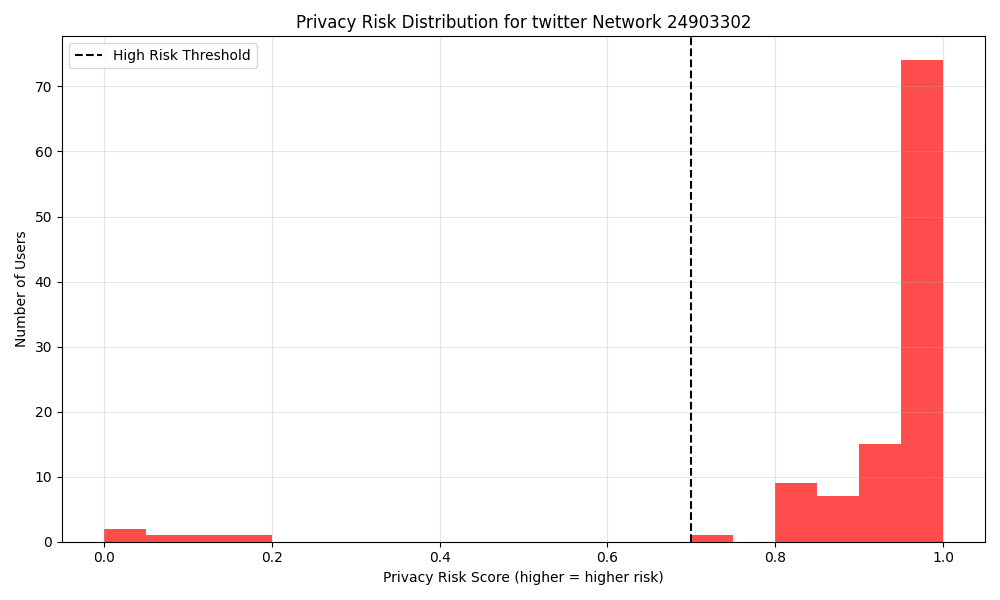 Privacy Risk Distribution for twitter Network 24903302
High Risk Threshold
Number of Users
70
60
50
40
30
20
10
0
0.0 0.2 0.4 0.6 0.8 1.0
Privacy Risk Score (higher = higher risk)